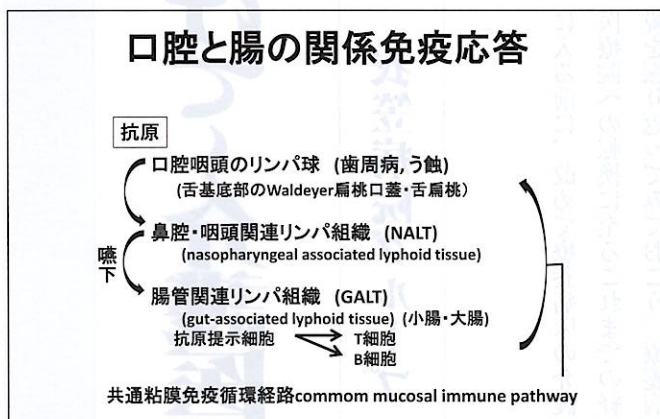 口腔と腸の関係免疫応答
抗原
口腔咽頭のリンパ球 (歯周病,う蝕)
(舌基底部のWaldeyer扁桃口蓋・舌扁桃)
鼻腔・咽頭関連リンパ組織 (NALT)
(nasopharyngeal associated lyphoid tissue)
嚥下
腸管関連リンパ組織 (GALT)
(gut-associated lyphoid tissue) (小腸・大腸)
抗原提示細胞 T細胞
B細胞
共通粘膜免疫循環経路commom mucosal immune pathway